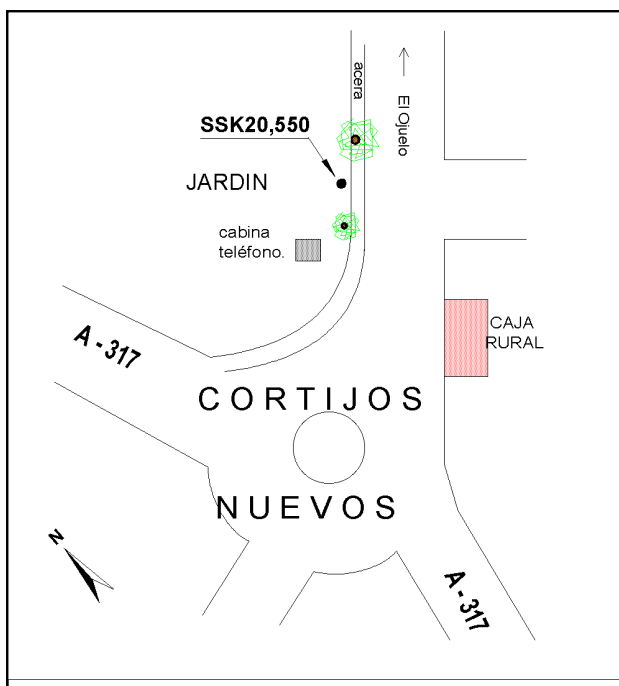 acera
El Ojuelo
SSK20,550
JARDIN
cabina
teléfono.
A - 317
CAJA
RURAL
CORTIJOS
NUEVOS
N
A - 317